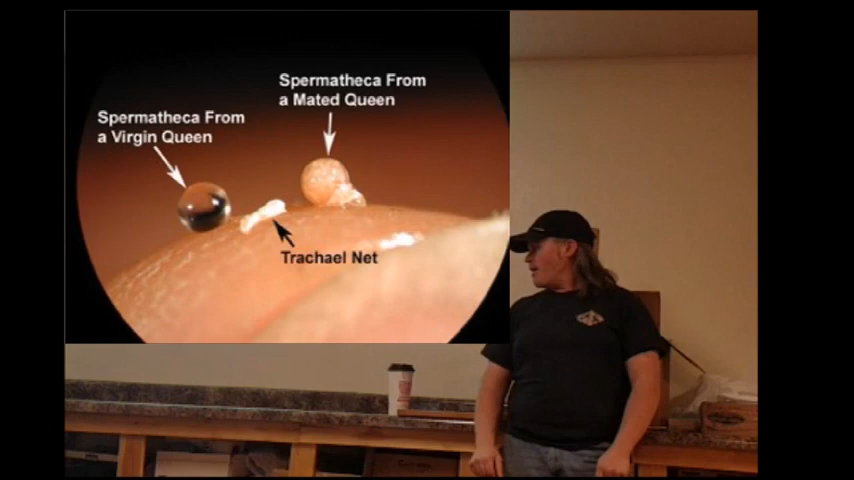 Spermatheca From
a Mated Queen
Spermatheca From
a Virgin Queen
Trachael Net